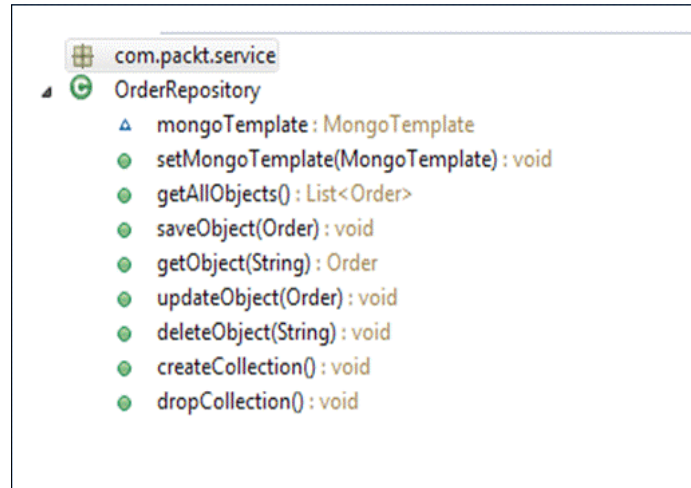 com.packt.service
OrderRepository
mongoTemplate : MongoTemplate
setMongoTemplate(MongoTemplate) : void
getAllObjects() : List<Order>
saveObject(Order) : void
getObject(String) : Order
updateObject(Order) : void
deleteObject(String) : void
createCollection() : void
dropCollection() : void